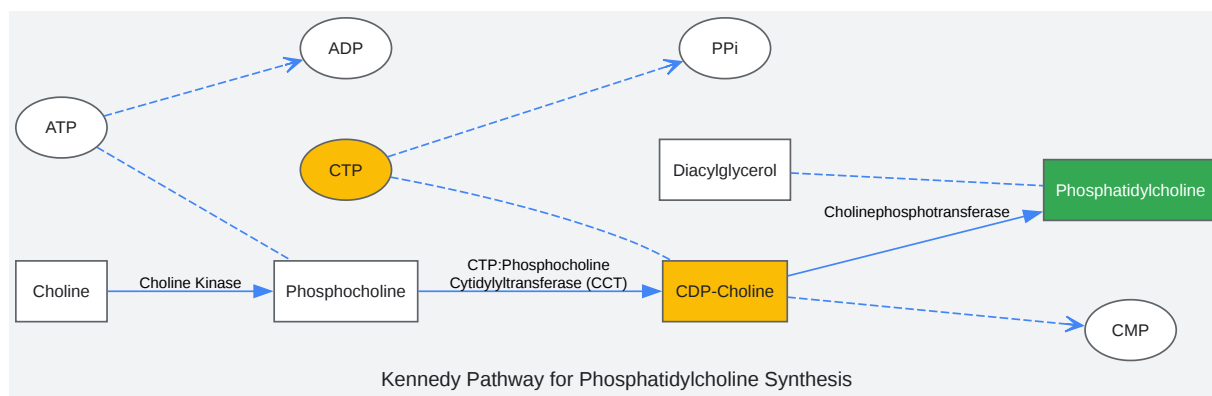 ADP
PPi
ATP
CTP
Diacylglycerol
Phosphatidylcholine
Cholinephosphotransferase
Choline
Choline Kinase
Phosphocholine
CTP:Phosphocholine
Cytidylyltransferase (CCT)
CDP-Choline
CMP
Kennedy Pathway for Phosphatidylcholine Synthesis